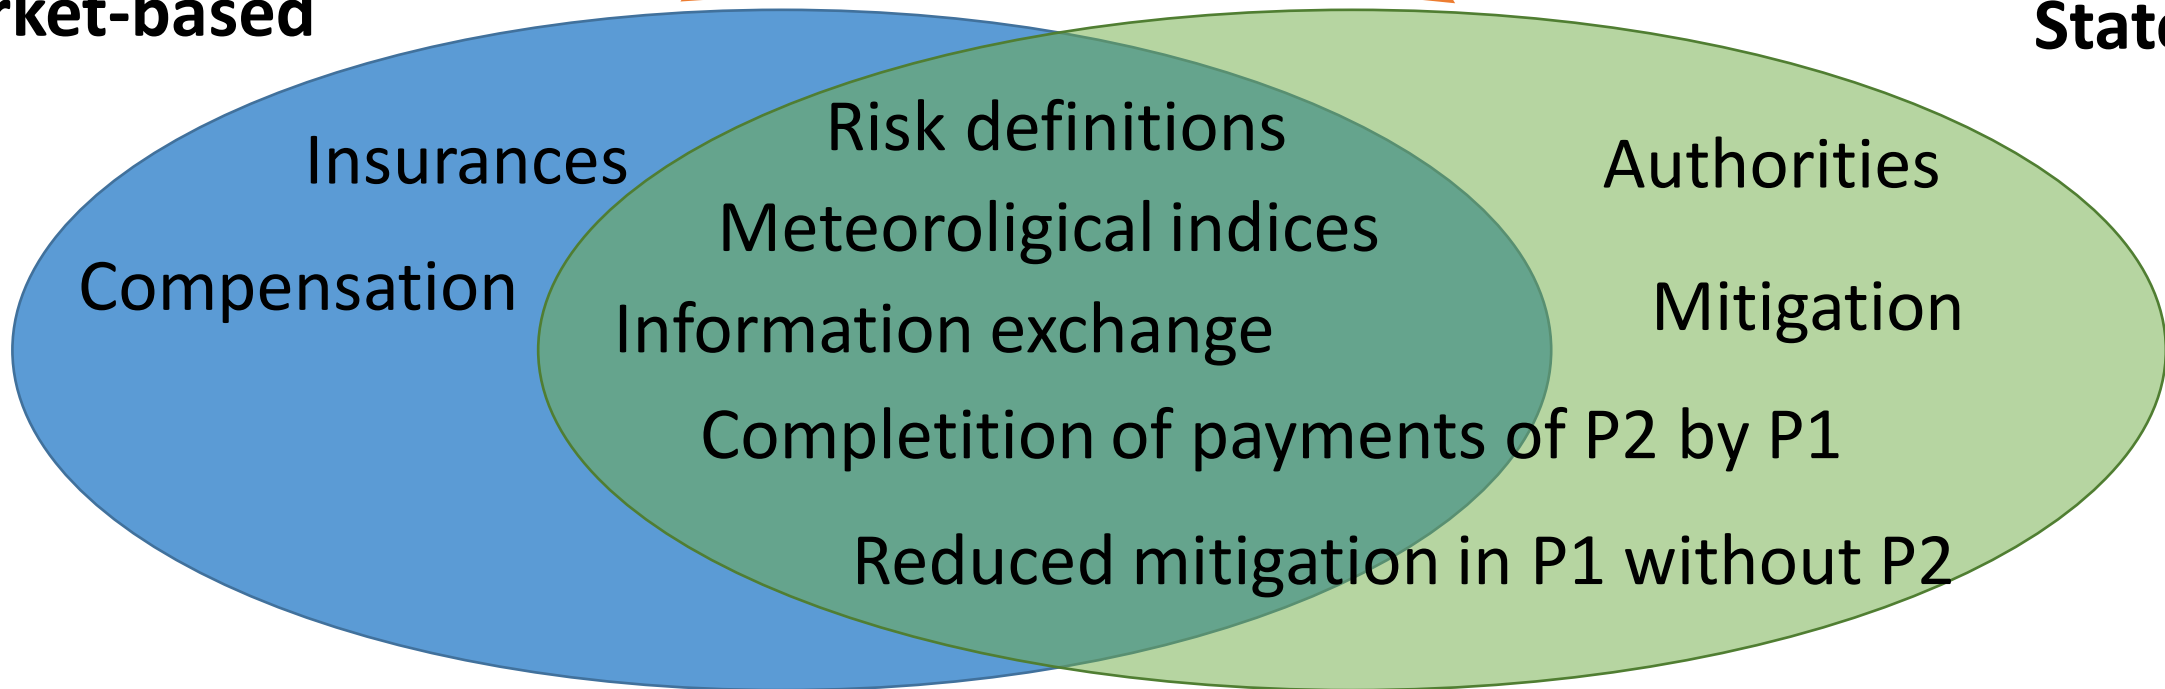 rket-based
State
Insurances
Risk definitions
Authorities
Meteoroligical indices
Compensation
Mitigation
Information exchange
Completition of payments of P2 by P1
Reduced mitigation in P1 without P2